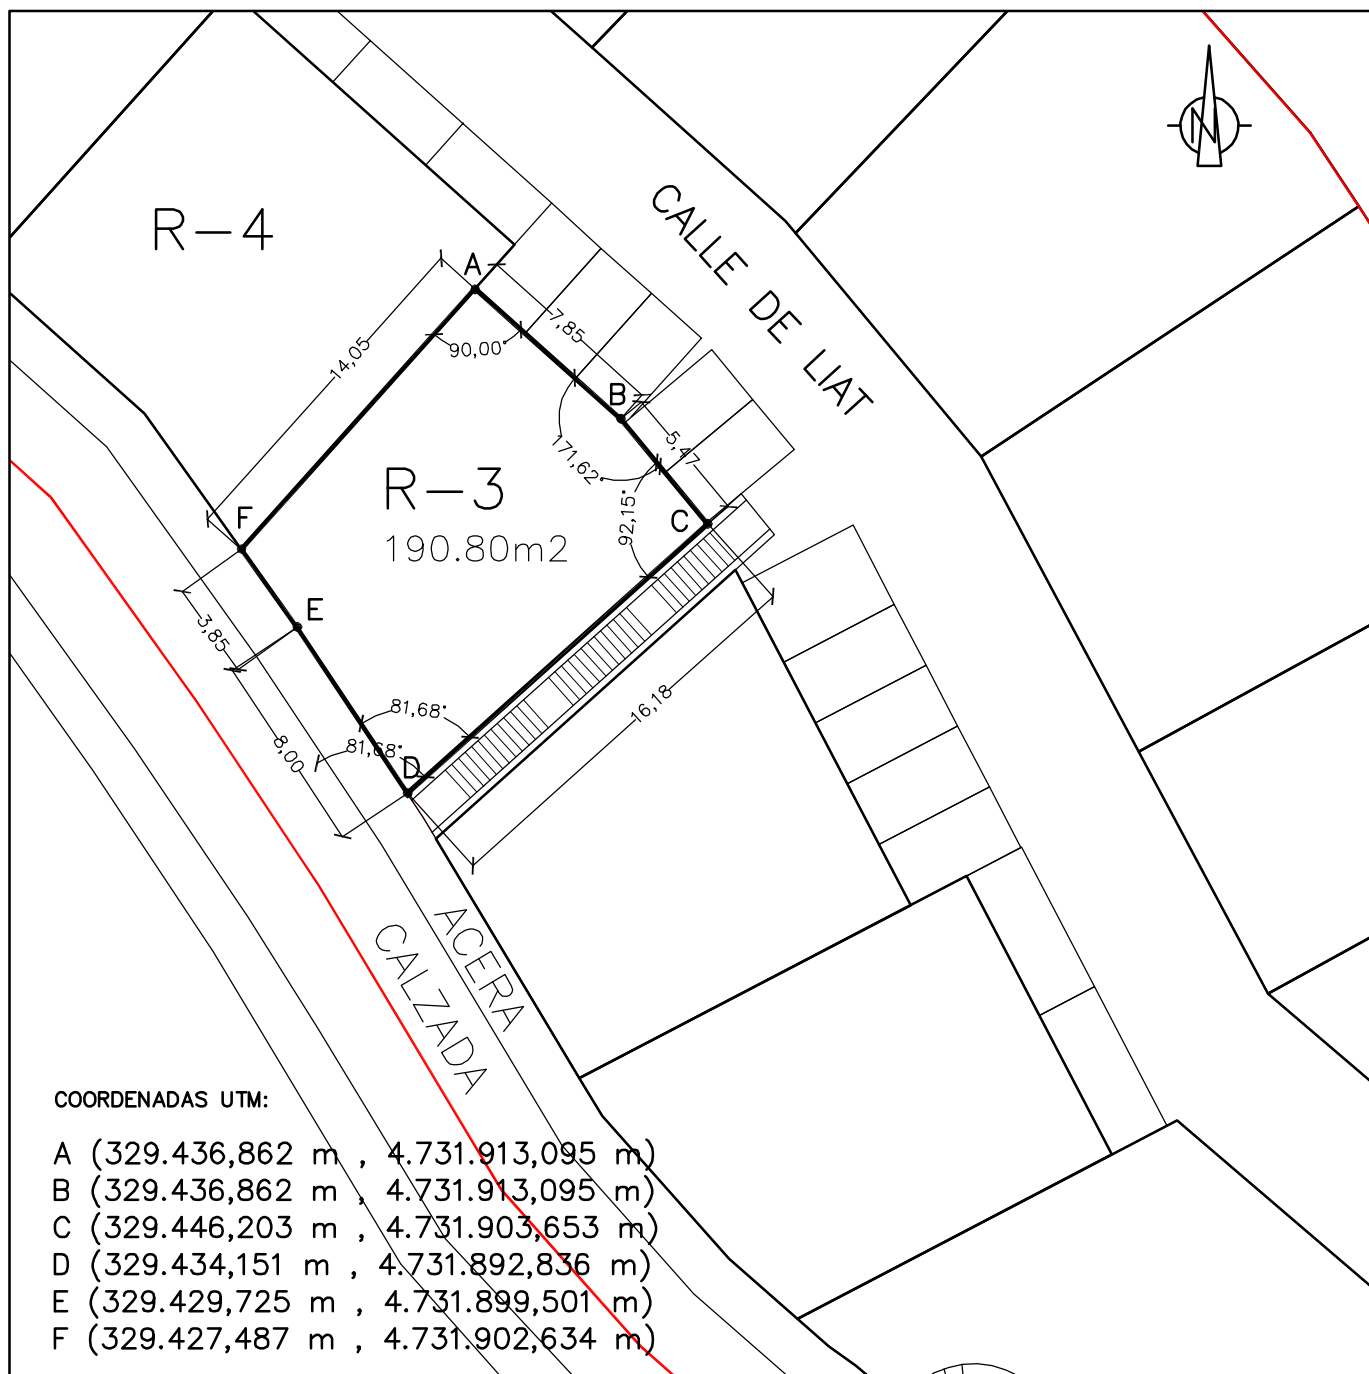 N
CALLE DE LIAT
R-4
A
7,85
14,05
90,00°
B
5,47
171,62°
R-3
190.80m2
92,15°
C
F
E
3,85
16,18
81,68°
81,68°
8,00
D
ACERA
CALZADA
COORDENADAS UTM:
A (329.436,862 m , 4.731.913,095 m)
B (329.436,862 m , 4.731.913,095 m)
C (329.446,203 m , 4.731.903,653 m)
D (329.434,151 m , 4.731.892,836 m)
E (329.429,725 m , 4.731.899,501 m)
F (329.427,487 m , 4.731.902,634 m)